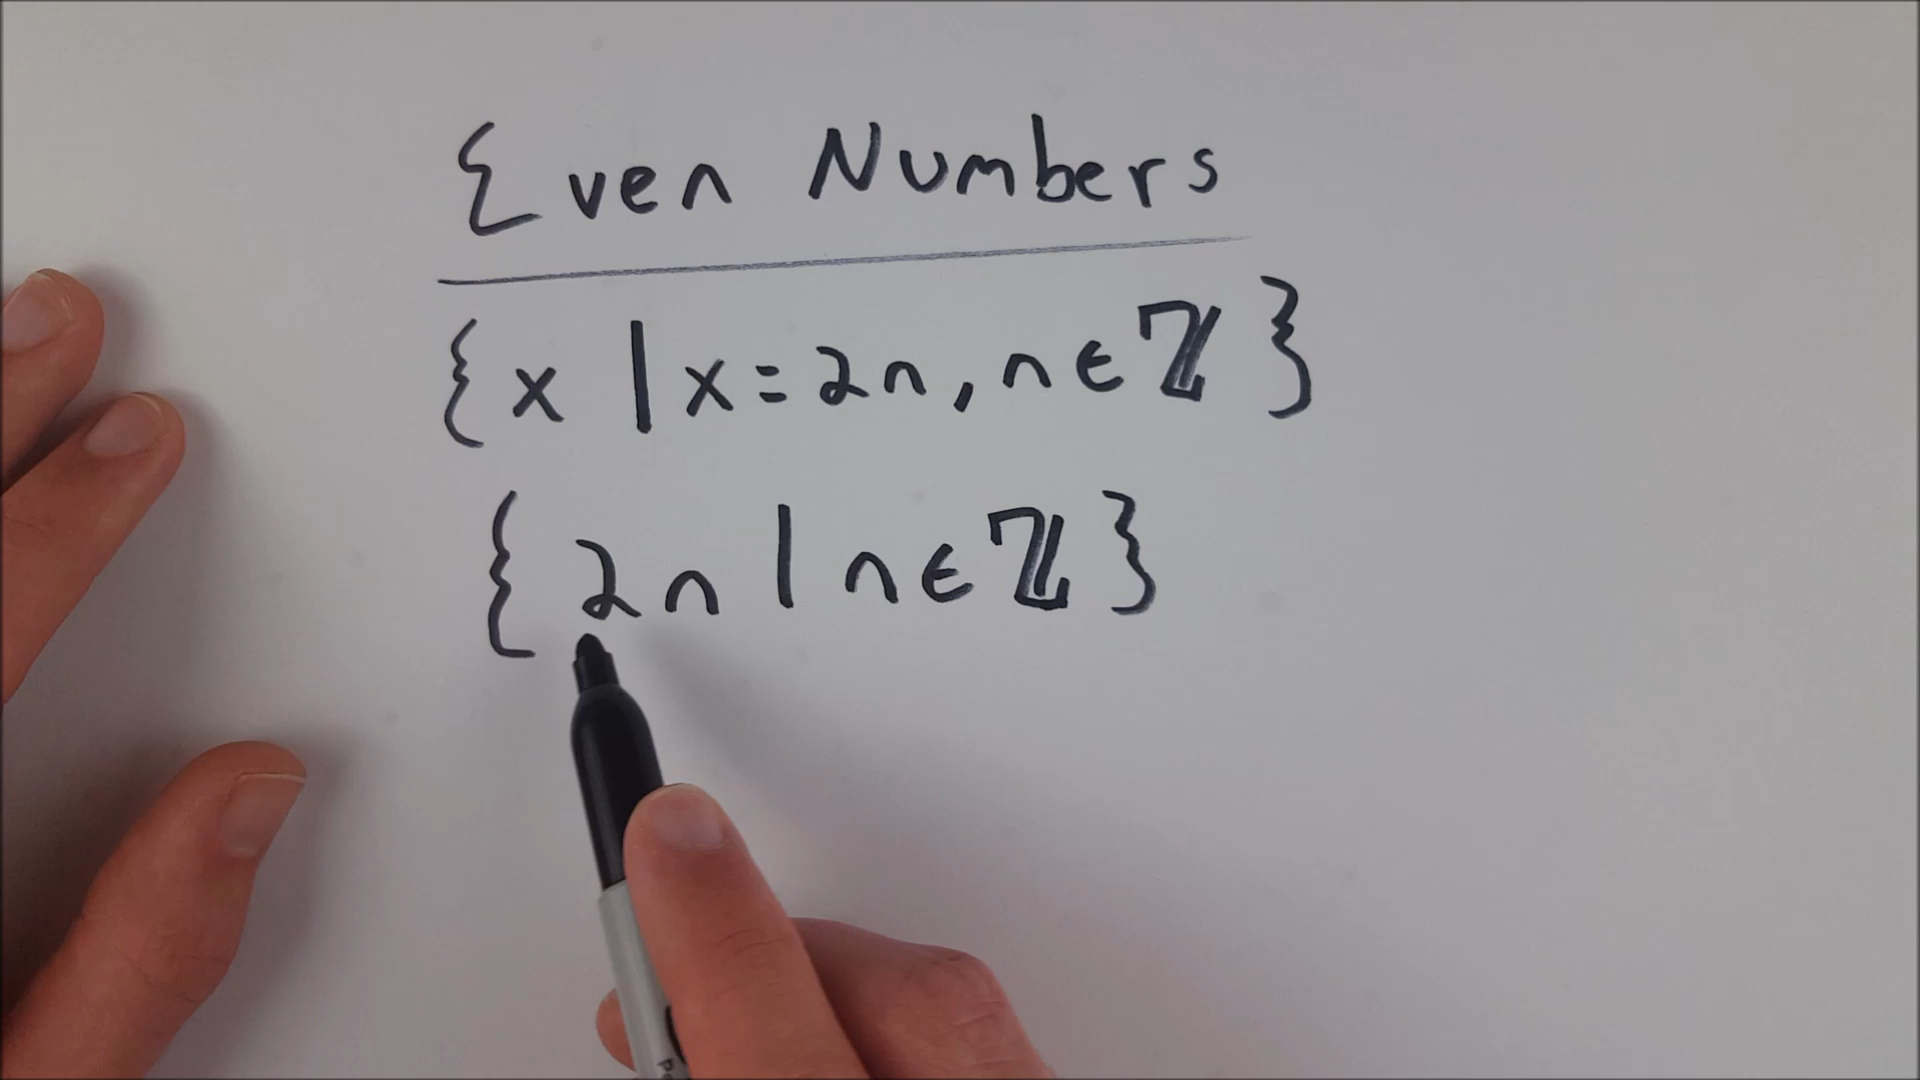 Even Numbers
{x | x = 2n, n ∈ ℤ}
{2n | n ∈ ℤ}